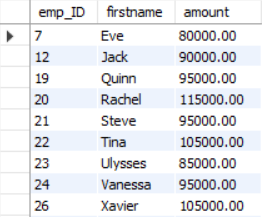 emp_ID firstname amount
7 Eve 80000.00
12 Jack 90000.00
19 Quinn 95000.00
20 Rachel 115000.00
21 Steve 95000.00
22 Tina 105000.00
23 Ulysses 85000.00
24 Vanessa 95000.00
26 Xavier 105000.00